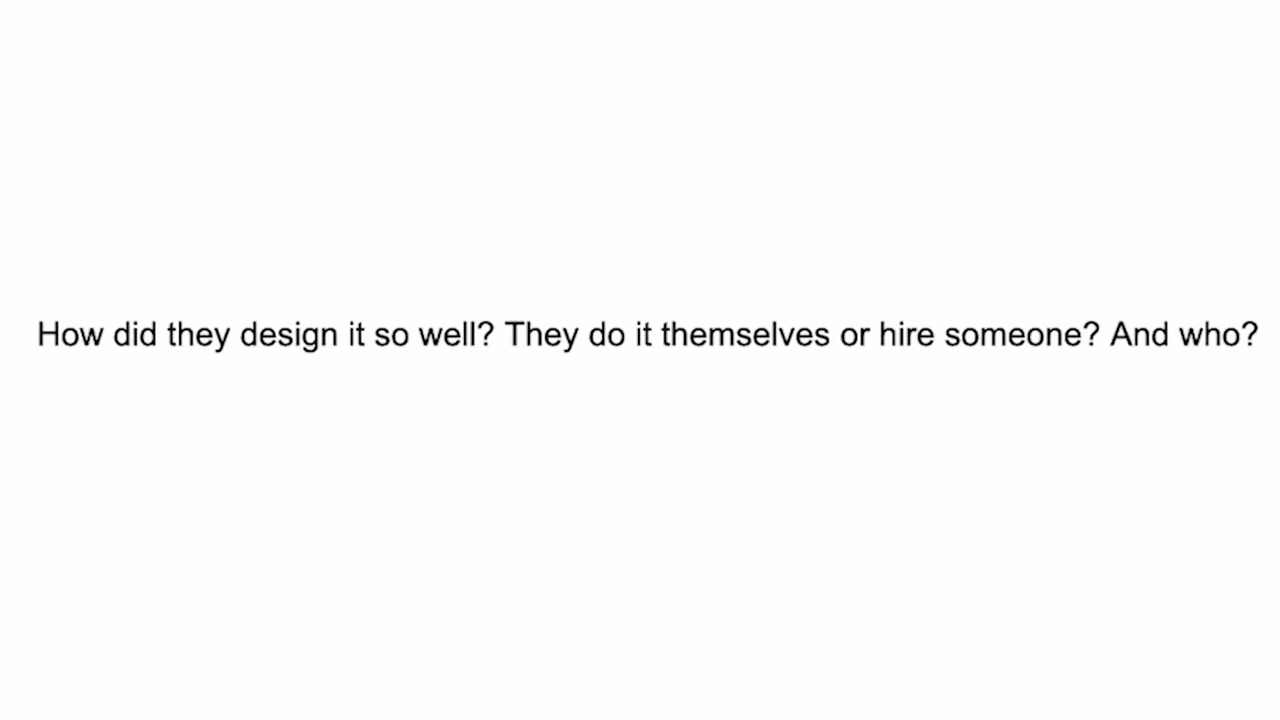 How did they design it so well? They do it themselves or hire someone? And who?